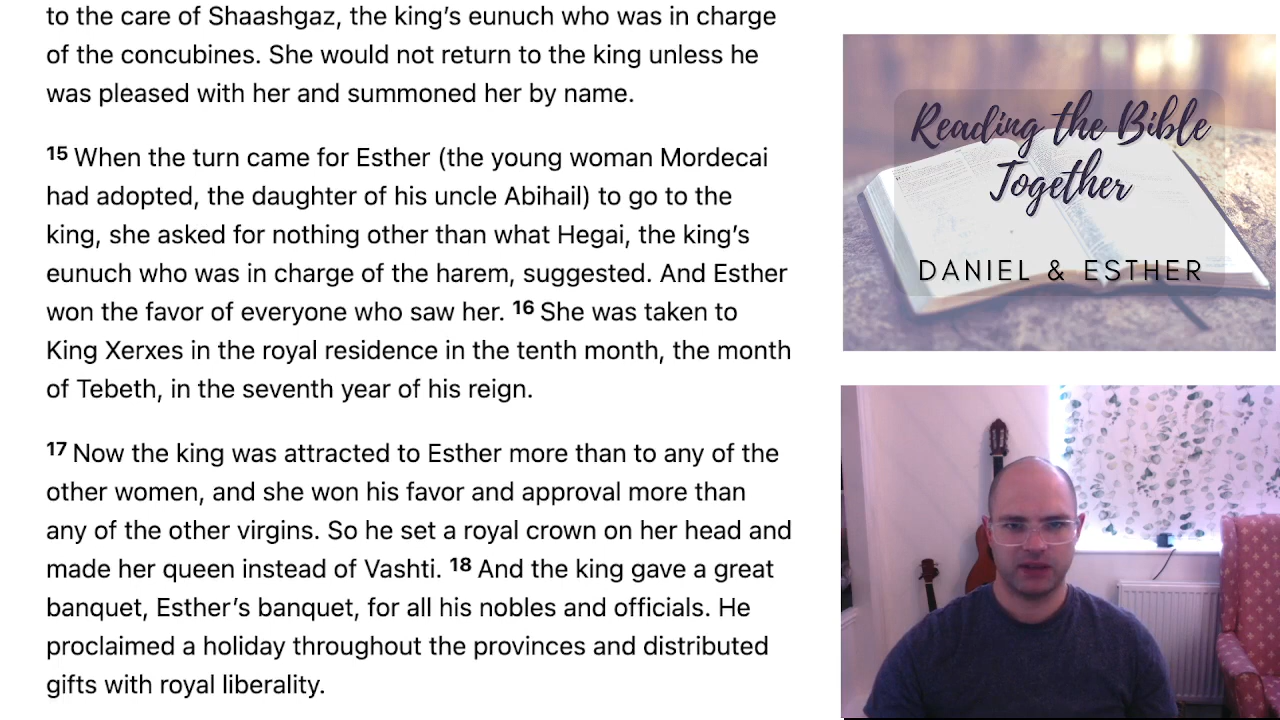 to the care of Shaashgaz, the king’s eunuch who was in charge
of the concubines. She would not return to the king unless he
was pleased with her and summoned her by name.
15 When the turn came for Esther (the young woman Mordecai
had adopted, the daughter of his uncle Abihail) to go to the
king, she asked for nothing other than what Hegai, the king’s
eunuch who was in charge of the harem, suggested. And Esther
won the favor of everyone who saw her. 16 She was taken to
King Xerxes in the royal residence in the tenth month, the month
of Tebeth, in the seventh year of his reign.
17 Now the king was attracted to Esther more than to any of the
other women, and she won his favor and approval more than
any of the other virgins. So he set a royal crown on her head and
made her queen instead of Vashti. 18 And the king gave a great
banquet, Esther’s banquet, for all his nobles and officials. He
proclaimed a holiday throughout the provinces and distributed
gifts with royal liberality.
Reading the Bible
Together
DANIEL & ESTHER